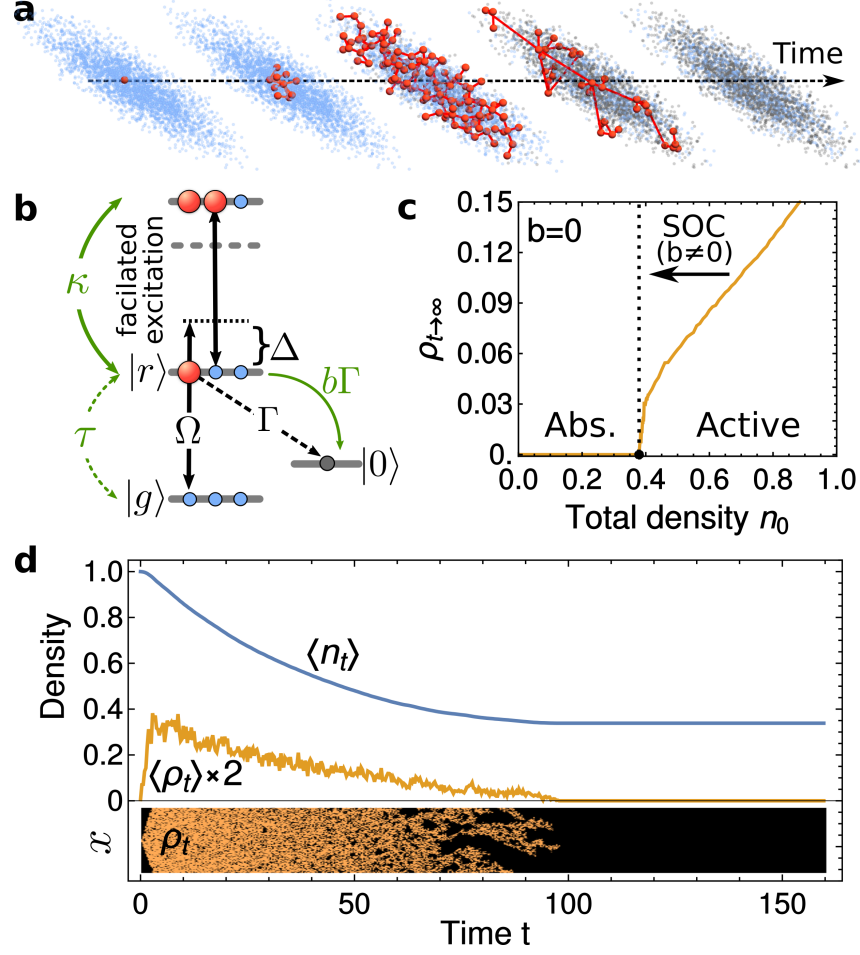 a
Time
b
facilated
excitation
κ
Δ
|r⟩
bΓ
τ
Ω
Γ
|0⟩
|g⟩
c
0.15
0.12
0.09
0.06
0.03
0.
ρt→∞
b=0
SOC
(b≠0)
Abs.
Active
0.0 0.2 0.4 0.6 0.8 1.0
Total density n0
d
1.0
0.8
0.6
0.4
0.2
0
Density
⟨nt⟩
⟨ρt⟩×2
x
ρt
0 50 100 150
Time t